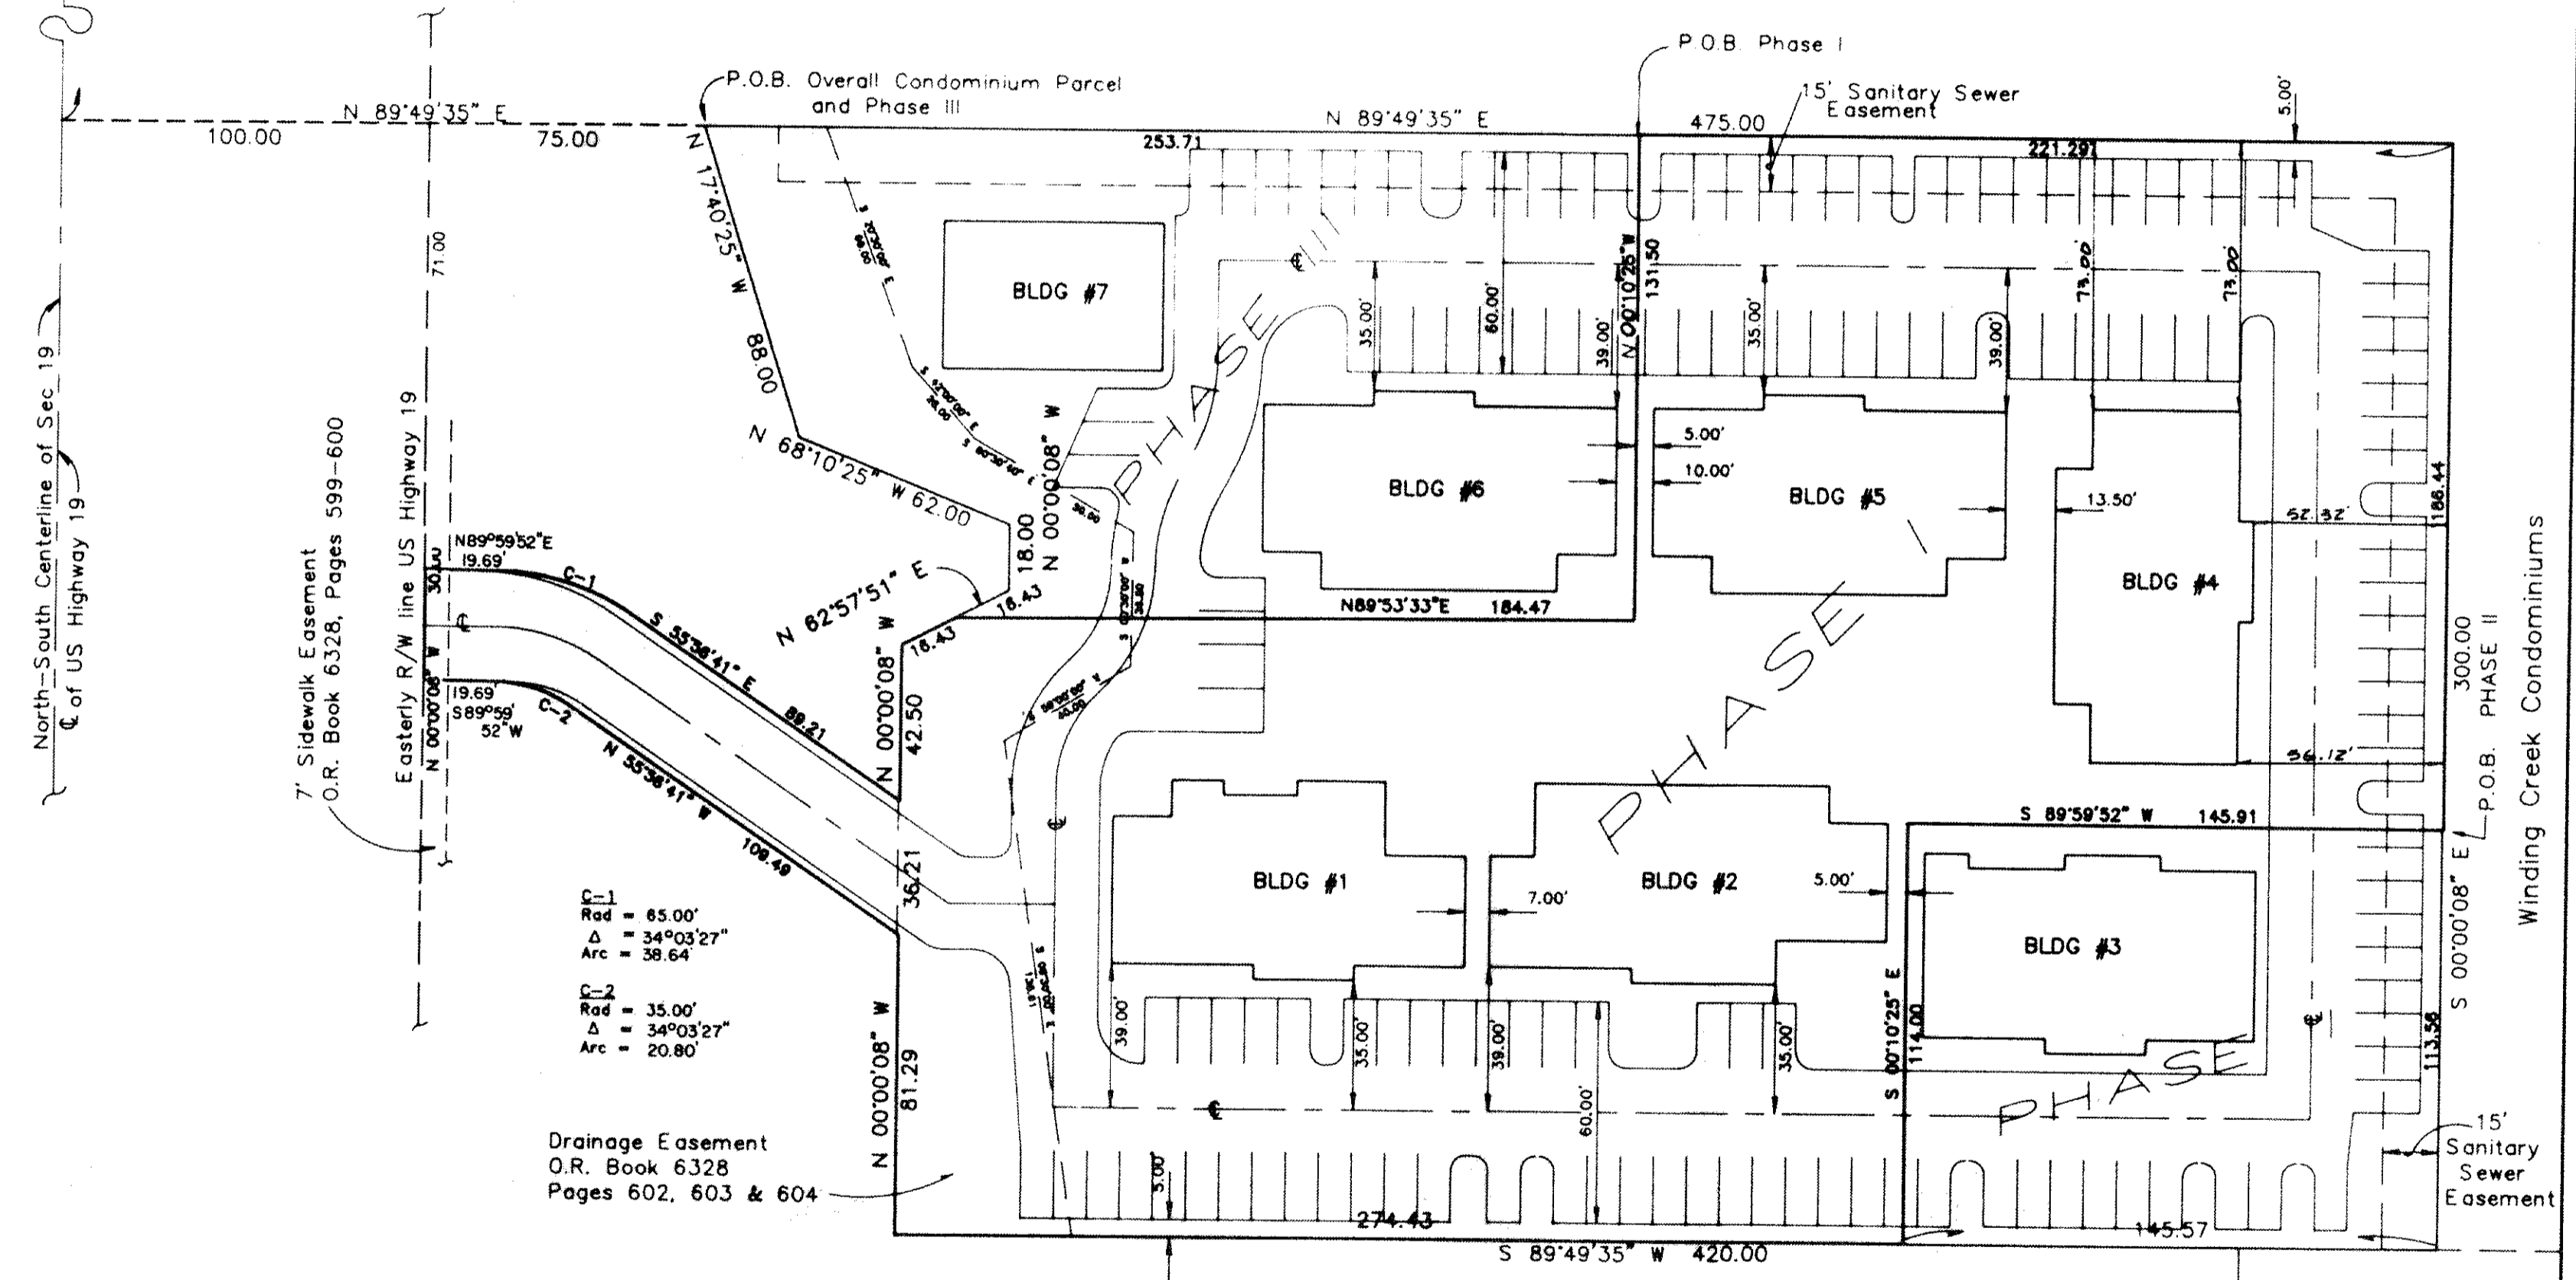 P.O.B. Phase I
P.O.B. Overall Condominium Parcel
and Phase III
15' Sanitary Sewer
Easement
5.00'
N 89°49'35" E
100.00
75.00
N 89°49'35" E
475.00
253.71
221.29
N 17°40'25" W
88.00
71.00
BLDG #7
PHASE III
35.00'
60.00'
39.00'
N 00°10'25" W
131.50
35.00'
39.00'
73.00'
73.00'
North-South Centerline of Sec 19
℄ of US Highway 19
7' Sidewalk Easement
O.R. Book 6328, Pages 599-600
Easterly R/W line US Highway 19
N 68°10'25" W 62.00
18.00
N 00°00'08" W
BLDG #6
5.00'
10.00'
BLDG #5
13.50'
52.32'
186.44
BLDG #4
N89°59'52"E
19.69'
30.00
C-1
S 55°56'41" E
89.21
N 62°57'51" E
18.43
18.43
N89°53'33"E
184.47
N 00°00'08" W
42.50
N 00°00'08" W
19.69'
S89°59'
52"W
C-2
N 55°56'41" W
109.49
PHASE I
56.12'
300.00
P.O.B. PHASE II
Winding Creek Condominiums
S 89°59'52" W
145.91
S 00°00'08" E
36.21
BLDG #1
7.00'
BLDG #2
5.00'
BLDG #3
C-1
Rad = 65.00'
Δ = 34°03'27"
Arc = 38.64'
C-2
Rad = 35.00'
Δ = 34°03'27"
Arc = 20.80'
N 00°00'08" W
81.29
39.00'
35.00'
39.00'
35.00'
60.00'
S 00°10'25" E
114.00
113.56
PHASE
Drainage Easement
O.R. Book 6328
Pages 602, 603 & 604
5.00'
274.43
145.57
S 89°49'35" W 420.00
15'
Sanitary
Sewer
Easement